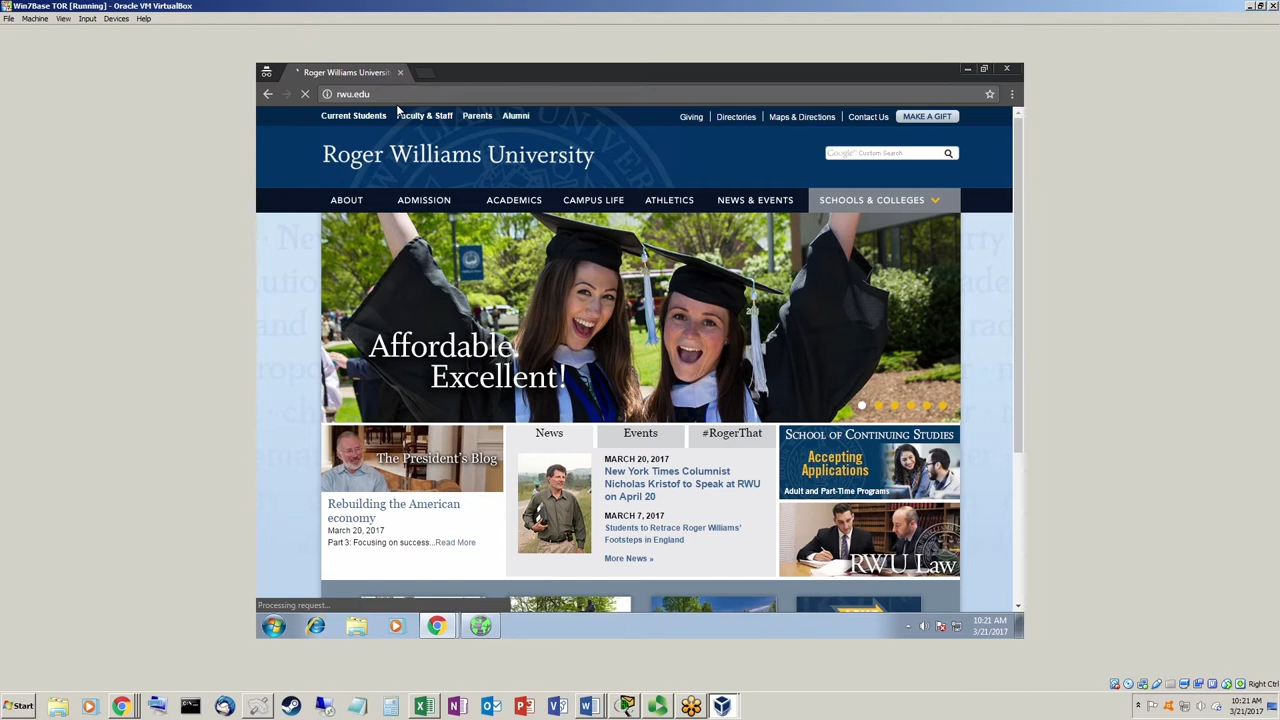 Win7Base TOR [Running] - Oracle VM VirtualBox
File Machine View Input Devices Help
Roger Williams Universit
rwu.edu
Current Students Faculty & Staff Parents Alumni
Giving Directories Maps & Directions Contact Us MAKE A GIFT
Roger Williams University
Google Custom Search
ABOUT ADMISSION ACADEMICS CAMPUS LIFE ATHLETICS NEWS & EVENTS SCHOOLS & COLLEGES
Affordable.
Excellent!
The President's Blog
Rebuilding the American
economy
March 20, 2017
Part 3: Focusing on success...Read More
News Events #RogerThat
MARCH 20, 2017
New York Times Columnist
Nicholas Kristof to Speak at RWU
on April 20
MARCH 7, 2017
Students to Retrace Roger Williams'
Footsteps in England
More News »
SCHOOL OF CONTINUING STUDIES
Accepting
Applications
Adult and Part-Time Programs
RWU Law
Processing request...
10:21 AM
3/21/2017
Right Ctrl
Start
10:21 AM
3/21/2017